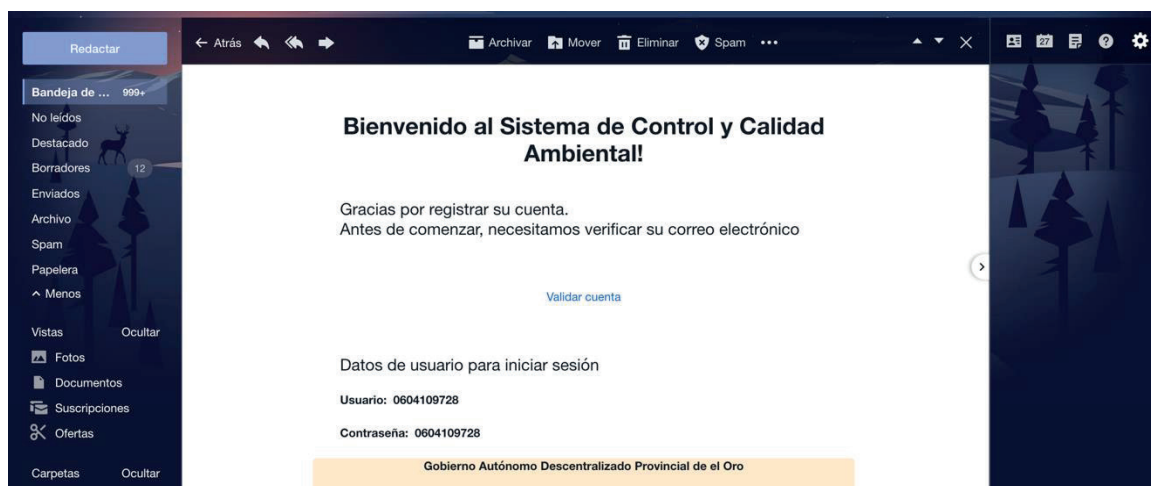 Redactar
Atrás
Archivar
Mover
Eliminar
Spam
27
Bandeja de ... 999+
No leídos
Destacado
Borradores 12
Enviados
Archivo
Spam
Papelera
Menos
Vistas Ocultar
Fotos
Documentos
Suscripciones
Ofertas
Carpetas Ocultar
Bienvenido al Sistema de Control y Calidad
Ambiental!
Gracias por registrar su cuenta.
Antes de comenzar, necesitamos verificar su correo electrónico
Validar cuenta
Datos de usuario para iniciar sesión
Usuario: 0604109728
Contraseña: 0604109728
Gobierno Autónomo Descentralizado Provincial de el Oro